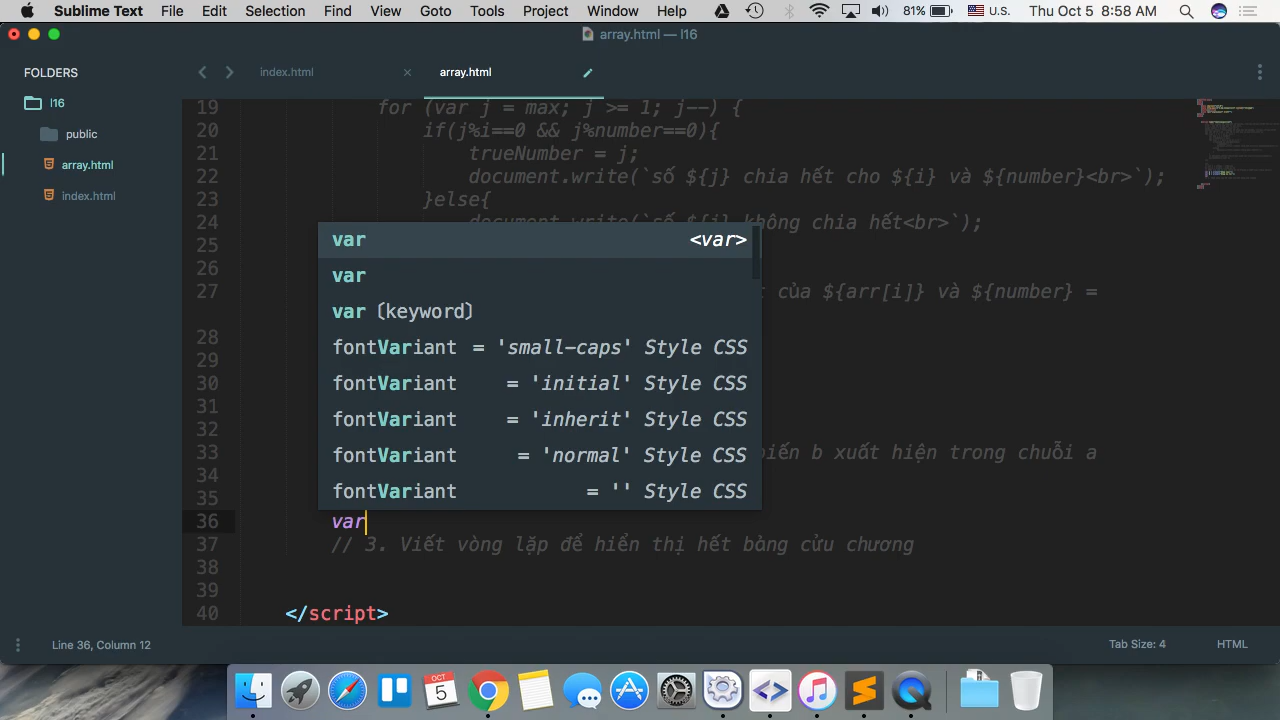 Sublime Text File Edit Selection Find View Goto Tools Project Window Help 81% U.S. Thu Oct 5 8:58 AM
array.html — l16
FOLDERS
l16
public
array.html
index.html
index.html × array.html
19 for (var j = max; j >= 1; j--) {
20 if(j%i==0 && j%number==0){
21 trueNumber = j;
22 document.write(`số ${j} chia hết cho ${i} và ${number}<br>`);
23 }else{
24 document.write(`số ${j} không chia hết<br>`);
25
26
27 của ${arr[i]} và ${number} =
28
29
30
31
32
33 biến b xuất hiện trong chuỗi a
34
35
36 var
37 // 3. Viết vòng lặp để hiển thị hết bảng cửu chương
38
39
40 </script>
var <var>
var
var (keyword)
fontVariant = 'small-caps' Style CSS
fontVariant = 'initial' Style CSS
fontVariant = 'inherit' Style CSS
fontVariant = 'normal' Style CSS
fontVariant = '' Style CSS
Line 36, Column 12 Tab Size: 4 HTML
OCT
5